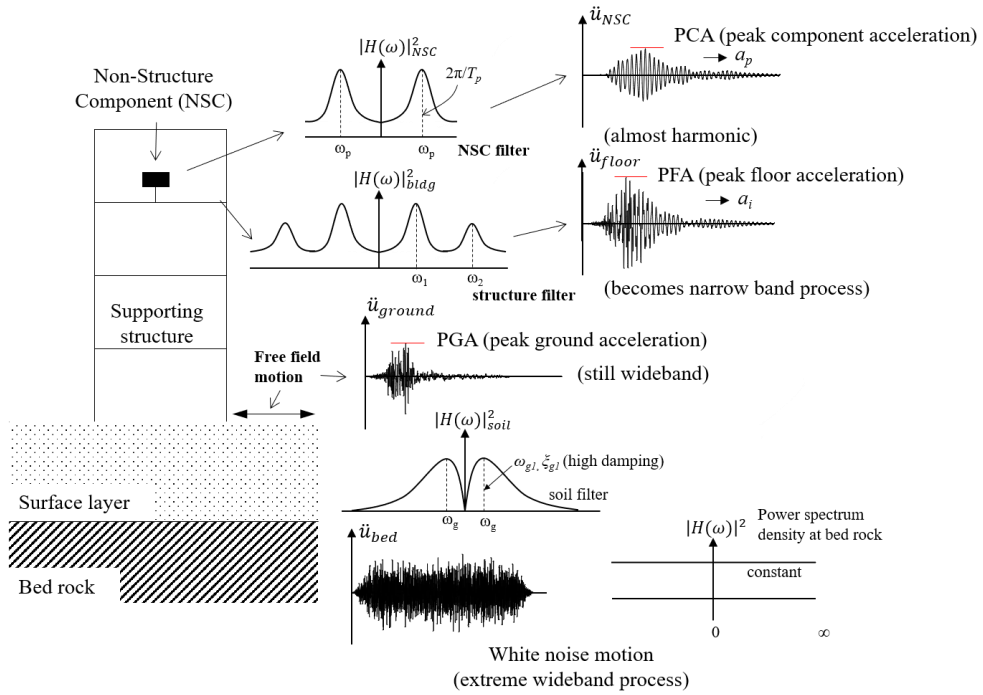 ü_NSC
PCA (peak component acceleration)
a_p
|H(ω)|²_NSC
2π/T_p
Non-Structure
Component (NSC)
(almost harmonic)
ω_p
ω_p
NSC filter
ü_floor
PFA (peak floor acceleration)
a_i
|H(ω)|²_bldg
ω_1
ω_2
structure filter
(becomes narrow band process)
Supporting
structure
ü_ground
PGA (peak ground acceleration)
(still wideband)
Free field
motion
|H(ω)|²_soil
ω_g1, ξ_g1 (high damping)
soil filter
ω_g
ω_g
Surface layer
Bed rock
ü_bed
|H(ω)|²
Power spectrum
density at bed rock
constant
0
∞
White noise motion
(extreme wideband process)